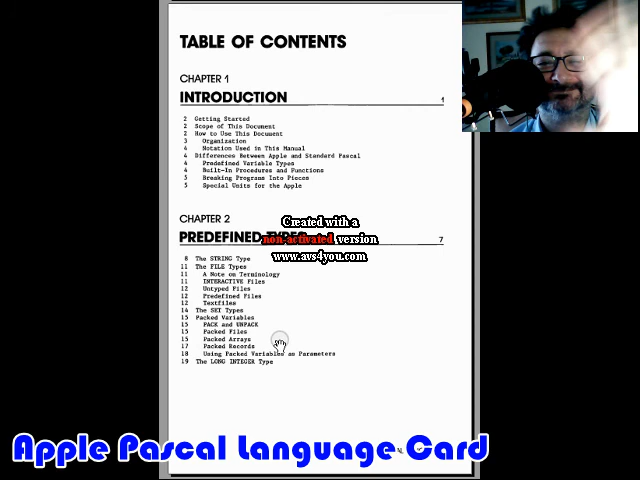 TABLE OF CONTENTS
CHAPTER 1
INTRODUCTION 1
2 Getting Started
2 Scope of This Document
2 How to Use This Document
3 Organization
4 Notation Used in This Manual
4 Differences Between Apple and Standard Pascal
4 Predefined Variable Types
4 Built-In Procedures and Functions
5 Breaking Programs Into Pieces
5 Special Units for the Apple
CHAPTER 2
PREDEFINED TYPES 7
Created with a
non-activated version
www.avs4you.com
8 The STRING Type
11 The FILE Types
11 A Note on Terminology
11 INTERACTIVE Files
12 Untyped Files
12 Predefined Files
12 Textfiles
14 The SET Types
15 Packed Variables
15 PACK and UNPACK
15 Packed Files
15 Packed Arrays
17 Packed Records
18 Using Packed Variables as Parameters
19 The LONG INTEGER Type
Apple Pascal Language Card